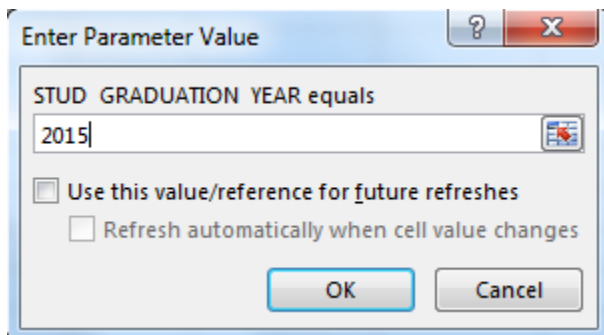 Enter Parameter Value
STUD GRADUATION YEAR equals
2015
Use this value/reference for future refreshes
Refresh automatically when cell value changes
OK Cancel